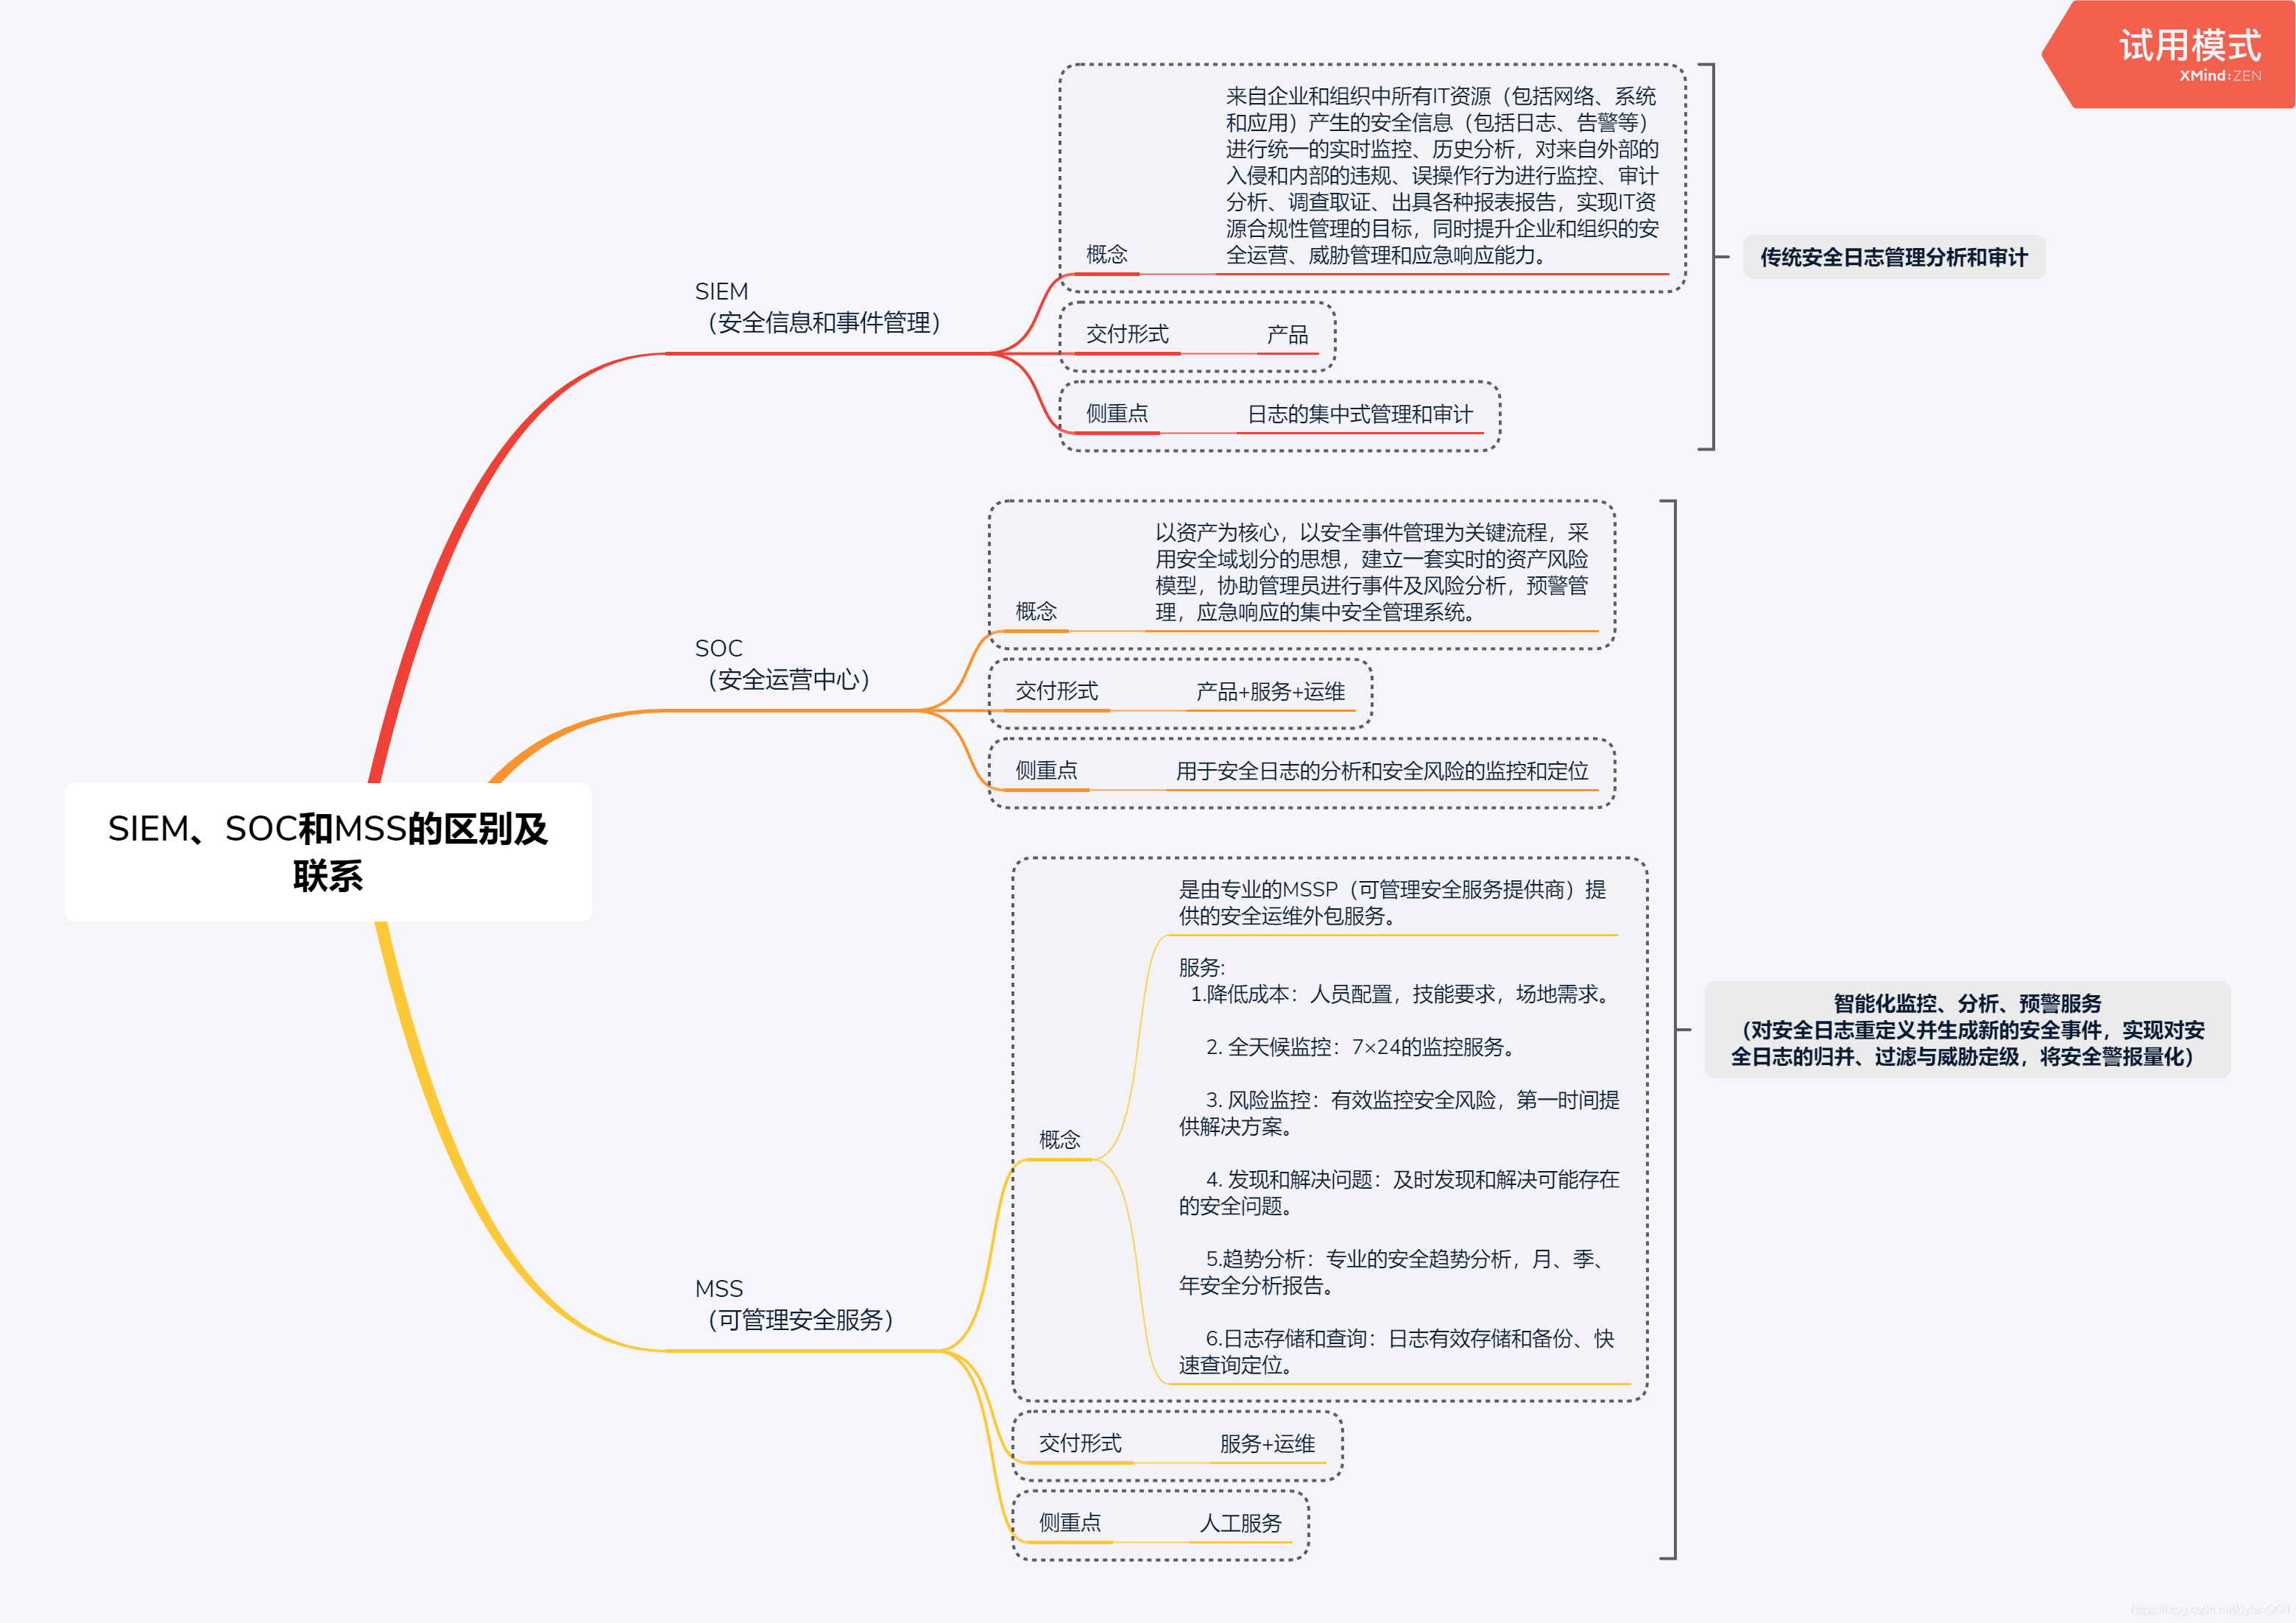 试用模式
XMind:ZEN
SIEM、SOC和MSS的区别及
联系
SIEM
（安全信息和事件管理）
概念
来自企业和组织中所有IT资源（包括网络、系统
和应用）产生的安全信息（包括日志、告警等）
进行统一的实时监控、历史分析，对来自外部的
入侵和内部的违规、误操作行为进行监控、审计
分析、调查取证、出具各种报表报告，实现IT资
源合规性管理的目标，同时提升企业和组织的安
全运营、威胁管理和应急响应能力。
交付形式
产品
侧重点
日志的集中式管理和审计
传统安全日志管理分析和审计
SOC
（安全运营中心）
概念
以资产为核心，以安全事件管理为关键流程，采
用安全域划分的思想，建立一套实时的资产风险
模型，协助管理员进行事件及风险分析，预警管
理，应急响应的集中安全管理系统。
交付形式
产品+服务+运维
侧重点
用于安全日志的分析和安全风险的监控和定位
MSS
（可管理安全服务）
概念
是由专业的MSSP（可管理安全服务提供商）提
供的安全运维外包服务。
服务:
1.降低成本：人员配置，技能要求，场地需求。
2. 全天候监控：7×24的监控服务。
3. 风险监控：有效监控安全风险，第一时间提
供解决方案。
4. 发现和解决问题：及时发现和解决可能存在
的安全问题。
5.趋势分析：专业的安全趋势分析，月、季、
年安全分析报告。
6.日志存储和查询：日志有效存储和备份、快
速查询定位。
交付形式
服务+运维
侧重点
人工服务
智能化监控、分析、预警服务
（对安全日志重定义并生成新的安全事件，实现对安
全日志的归并、过滤与威胁定级，将安全警报量化）